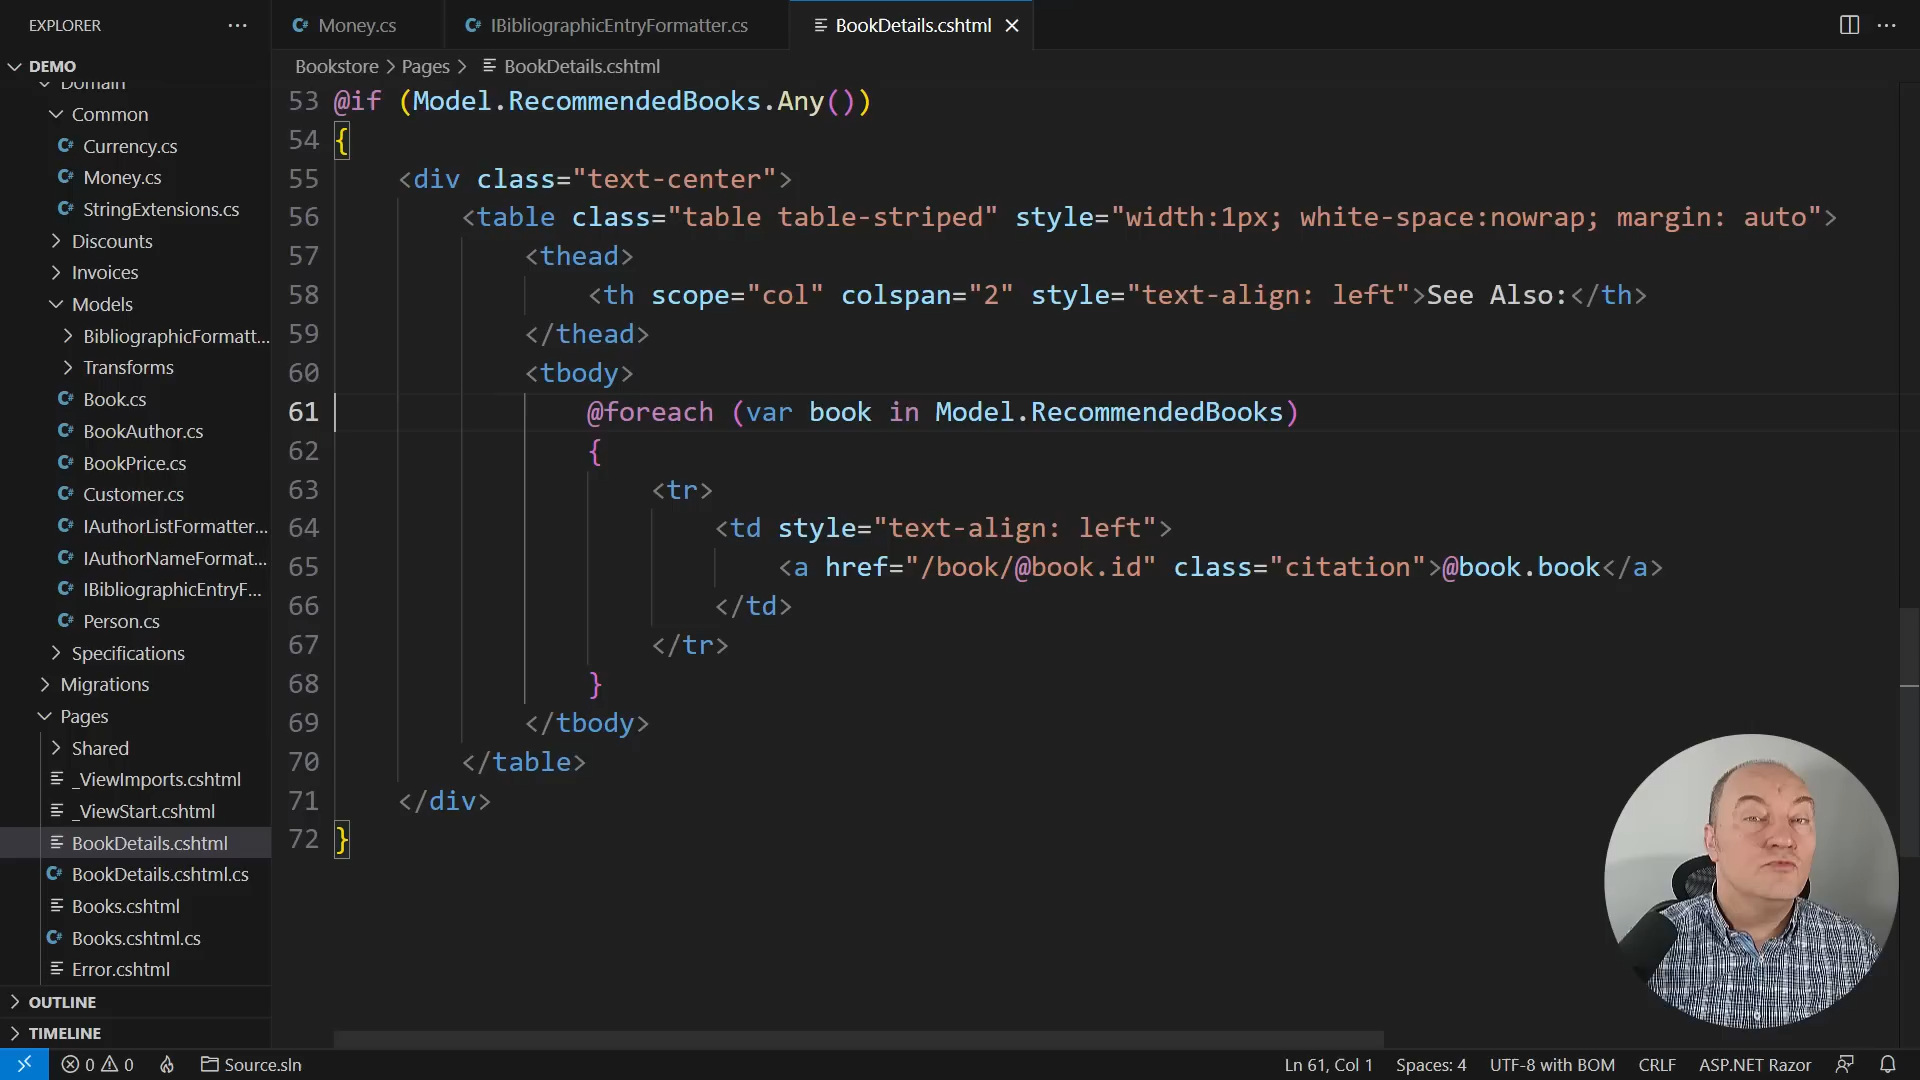 EXPLORER
DEMO
Domain
Common
Currency.cs
Money.cs
StringExtensions.cs
Discounts
Invoices
Models
BibliographicFormatt...
Transforms
Book.cs
BookAuthor.cs
BookPrice.cs
Customer.cs
IAuthorListFormatter...
IAuthorNameFormat...
IBibliographicEntryF...
Person.cs
Specifications
Migrations
Pages
Shared
_ViewImports.cshtml
_ViewStart.cshtml
BookDetails.cshtml
BookDetails.cshtml.cs
Books.cshtml
Books.cshtml.cs
Error.cshtml
OUTLINE
TIMELINE
Money.cs IBibliographicEntryFormatter.cs BookDetails.cshtml
Bookstore > Pages > BookDetails.cshtml
53 @if (Model.RecommendedBooks.Any())
54 {
55 <div class="text-center">
56 <table class="table table-striped" style="width:1px; white-space:nowrap; margin: auto">
57 <thead>
58 <th scope="col" colspan="2" style="text-align: left">See Also:</th>
59 </thead>
60 <tbody>
61 @foreach (var book in Model.RecommendedBooks)
62 {
63 <tr>
64 <td style="text-align: left">
65 <a href="/book/@book.id" class="citation">@book.book</a>
66 </td>
67 </tr>
68 }
69 </tbody>
70 </table>
71 </div>
72 }
0 0 Source.sln Ln 61, Col 1 Spaces: 4 UTF-8 with BOM CRLF ASP.NET Razor